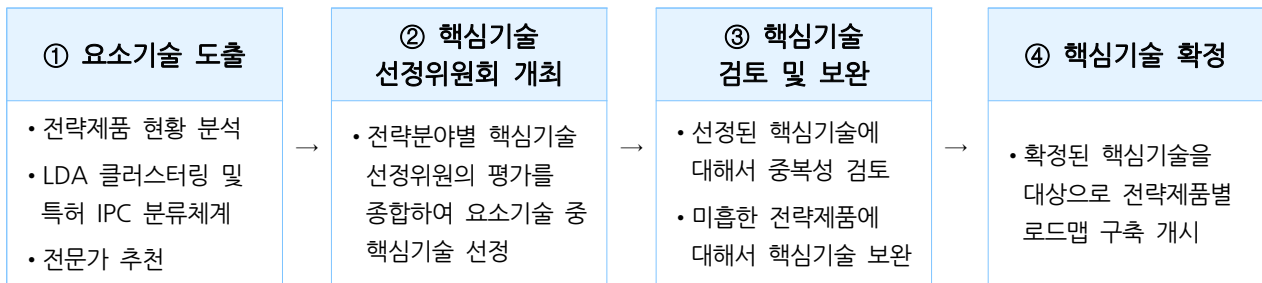 ① 요소기술 도출
• 전략제품 현황 분석
• LDA 클러스터링 및
특허 IPC 분류체계
• 전문가 추천
→
② 핵심기술
선정위원회 개최
• 전략분야별 핵심기술
선정위원의 평가를
종합하여 요소기술 중
핵심기술 선정
→
③ 핵심기술
검토 및 보완
• 선정된 핵심기술에
대해서 중복성 검토
• 미흡한 전략제품에
대해서 핵심기술 보완
→
④ 핵심기술 확정
• 확정된 핵심기술을
대상으로 전략제품별
로드맵 구축 개시